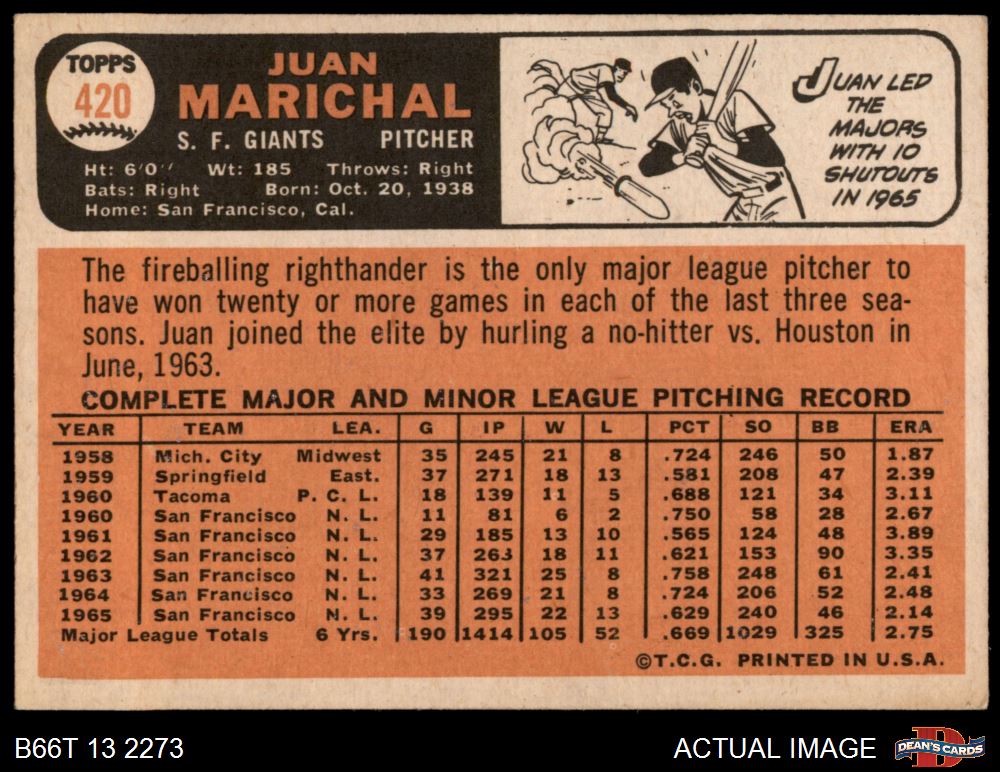 TOPPS
420
JUAN
MARICHAL
S. F. GIANTS PITCHER
Ht: 6'0'' Wt: 185 Throws: Right
Bats: Right Born: Oct. 20, 1938
Home: San Francisco, Cal.
JUAN LED
THE
MAJORS
WITH 10
SHUTOUTS
IN 1965
The fireballing righthander is the only major league pitcher to
have won twenty or more games in each of the last three sea-
sons. Juan joined the elite by hurling a no-hitter vs. Houston in
June, 1963.
COMPLETE MAJOR AND MINOR LEAGUE PITCHING RECORD
YEAR TEAM LEA. G IP W L PCT SO BB ERA
1958 Mich. City Midwest 35 245 21 8 .724 246 50 1.87
1959 Springfield East. 37 271 18 13 .581 208 47 2.39
1960 Tacoma P. C. L. 18 139 11 5 .688 121 34 3.11
1960 San Francisco N. L. 11 81 6 2 .750 58 28 2.67
1961 San Francisco N. L. 29 185 13 10 .565 124 48 3.89
1962 San Francisco N. L. 37 263 18 11 .621 153 90 3.35
1963 San Francisco N. L. 41 321 25 8 .758 248 61 2.41
1964 San Francisco N. L. 33 269 21 8 .724 206 52 2.48
1965 San Francisco N. L. 39 295 22 13 .629 240 46 2.14
Major League Totals 6 Yrs. 190 1414 105 52 .669 1029 325 2.75
©T.C.G. PRINTED IN U.S.A.
B66T 13 2273 ACTUAL IMAGE DEAN'S CARDS